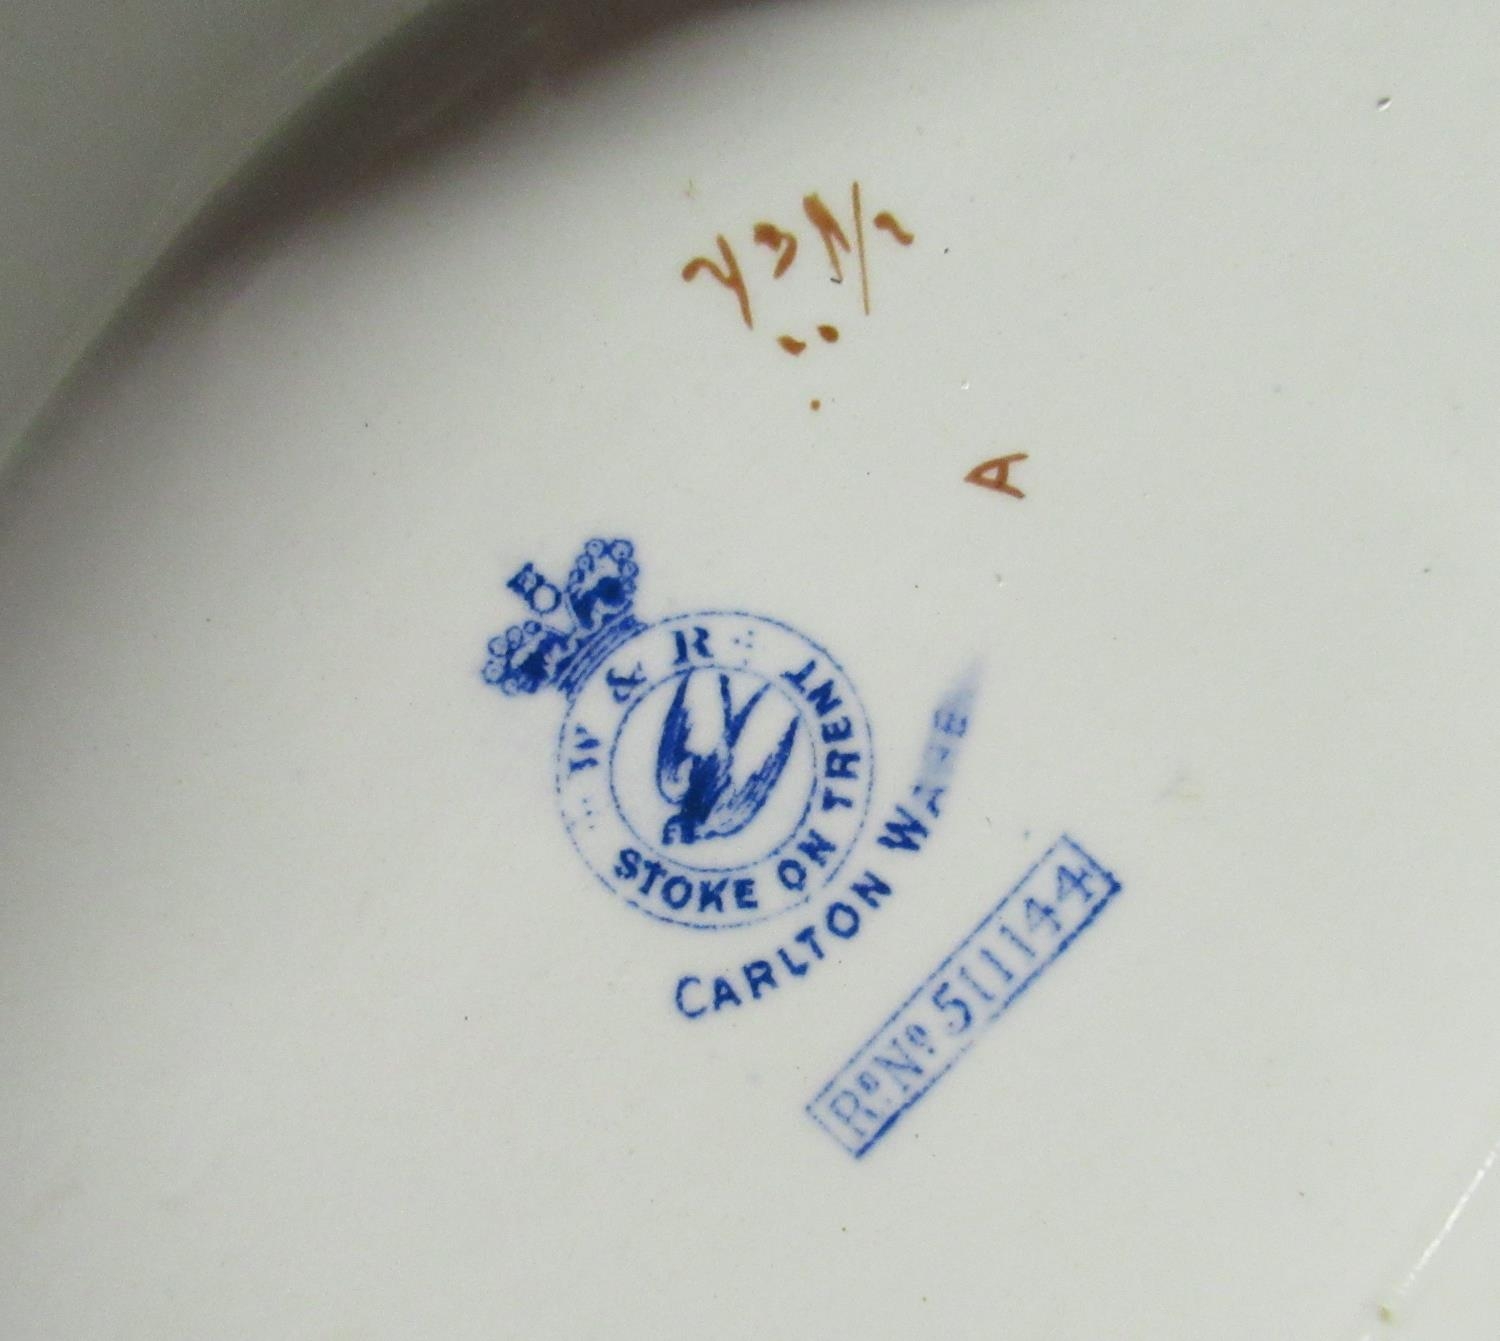 A
W & R
STOKE ON TRENT
CARLTON WARE
Rd. No. 511144